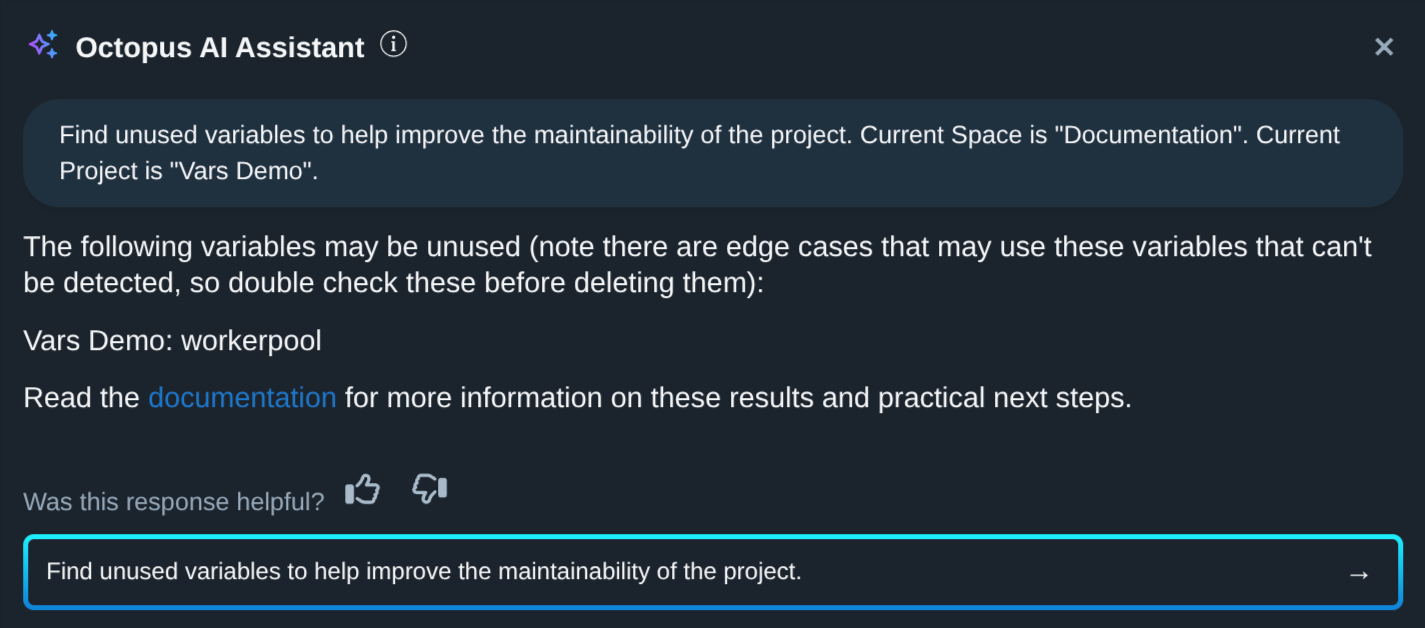 Octopus AI Assistant
Find unused variables to help improve the maintainability of the project. Current Space is "Documentation". Current
Project is "Vars Demo".
The following variables may be unused (note there are edge cases that may use these variables that can't
be detected, so double check these before deleting them):
Vars Demo: workerpool
Read the documentation for more information on these results and practical next steps.
Was this response helpful?
Find unused variables to help improve the maintainability of the project.